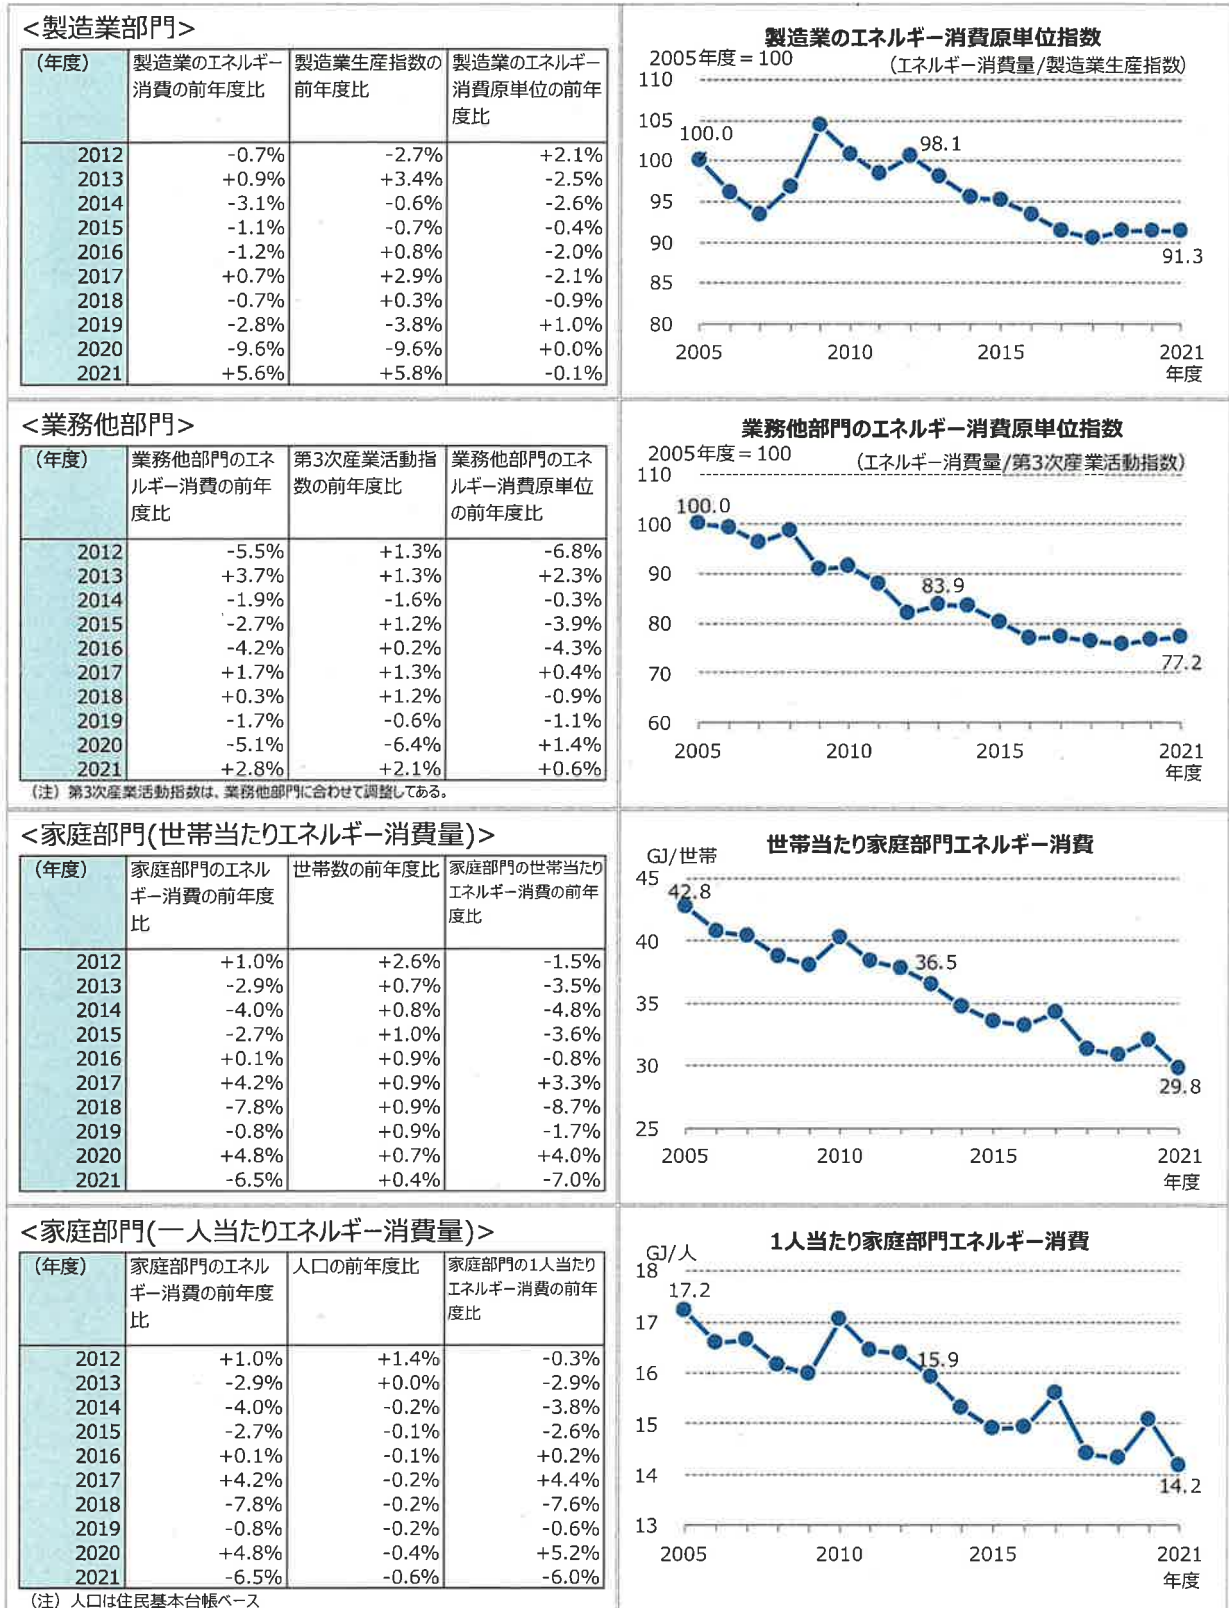 <製造業部門>
(年度) 製造業のエネルギー消費の前年度比 製造業生産指数の前年度比 製造業のエネルギー消費原単位の前年度比
2012 -0.7% -2.7% +2.1%
2013 +0.9% +3.4% -2.5%
2014 -3.1% -0.6% -2.6%
2015 -1.1% -0.7% -0.4%
2016 -1.2% +0.8% -2.0%
2017 +0.7% +2.9% -2.1%
2018 -0.7% +0.3% -0.9%
2019 -2.8% -3.8% +1.0%
2020 -9.6% -9.6% +0.0%
2021 +5.6% +5.8% -0.1%
製造業のエネルギー消費原単位指数
2005年度=100
(エネルギー消費量/製造業生産指数)
110
105
100
95
90
85
80
100.0
98.1
91.3
2005 2010 2015 2021
年度
<業務他部門>
(年度) 業務他部門のエネルギー消費の前年度比 第3次産業活動指数の前年度比 業務他部門のエネルギー消費原単位の前年度比
2012 -5.5% +1.3% -6.8%
2013 +3.7% +1.3% +2.3%
2014 -1.9% -1.6% -0.3%
2015 -2.7% +1.2% -3.9%
2016 -4.2% +0.2% -4.3%
2017 +1.7% +1.3% +0.4%
2018 +0.3% +1.2% -0.9%
2019 -1.7% -0.6% -1.1%
2020 -5.1% -6.4% +1.4%
2021 +2.8% +2.1% +0.6%
(注) 第3次産業活動指数は、業務他部門に合わせて調整してある。
業務他部門のエネルギー消費原単位指数
2005年度=100
(エネルギー消費量/第3次産業活動指数)
110
100
90
80
70
60
100.0
83.9
77.2
2005 2010 2015 2021
年度
<家庭部門(世帯当たりエネルギー消費量)>
(年度) 家庭部門のエネルギー消費の前年度比 世帯数の前年度比 家庭部門の世帯当たりエネルギー消費の前年度比
2012 +1.0% +2.6% -1.5%
2013 -2.9% +0.7% -3.5%
2014 -4.0% +0.8% -4.8%
2015 -2.7% +1.0% -3.6%
2016 +0.1% +0.9% -0.8%
2017 +4.2% +0.9% +3.3%
2018 -7.8% +0.9% -8.7%
2019 -0.8% +0.9% -1.7%
2020 +4.8% +0.7% +4.0%
2021 -6.5% +0.4% -7.0%
世帯当たり家庭部門エネルギー消費
GJ/世帯
45
40
35
30
25
42.8
36.5
29.8
2005 2010 2015 2021
年度
<家庭部門(一人当たりエネルギー消費量)>
(年度) 家庭部門のエネルギー消費の前年度比 人口の前年度比 家庭部門の1人当たりエネルギー消費の前年度比
2012 +1.0% +1.4% -0.3%
2013 -2.9% +0.0% -2.9%
2014 -4.0% -0.2% -3.8%
2015 -2.7% -0.1% -2.6%
2016 +0.1% -0.1% +0.2%
2017 +4.2% -0.2% +4.4%
2018 -7.8% -0.2% -7.6%
2019 -0.8% -0.2% -0.6%
2020 +4.8% -0.4% +5.2%
2021 -6.5% -0.6% -6.0%
(注) 人口は住民基本台帳ベース
1人当たり家庭部門エネルギー消費
GJ/人
18
17
16
15
14
13
17.2
15.9
14.2
2005 2010 2015 2021
年度